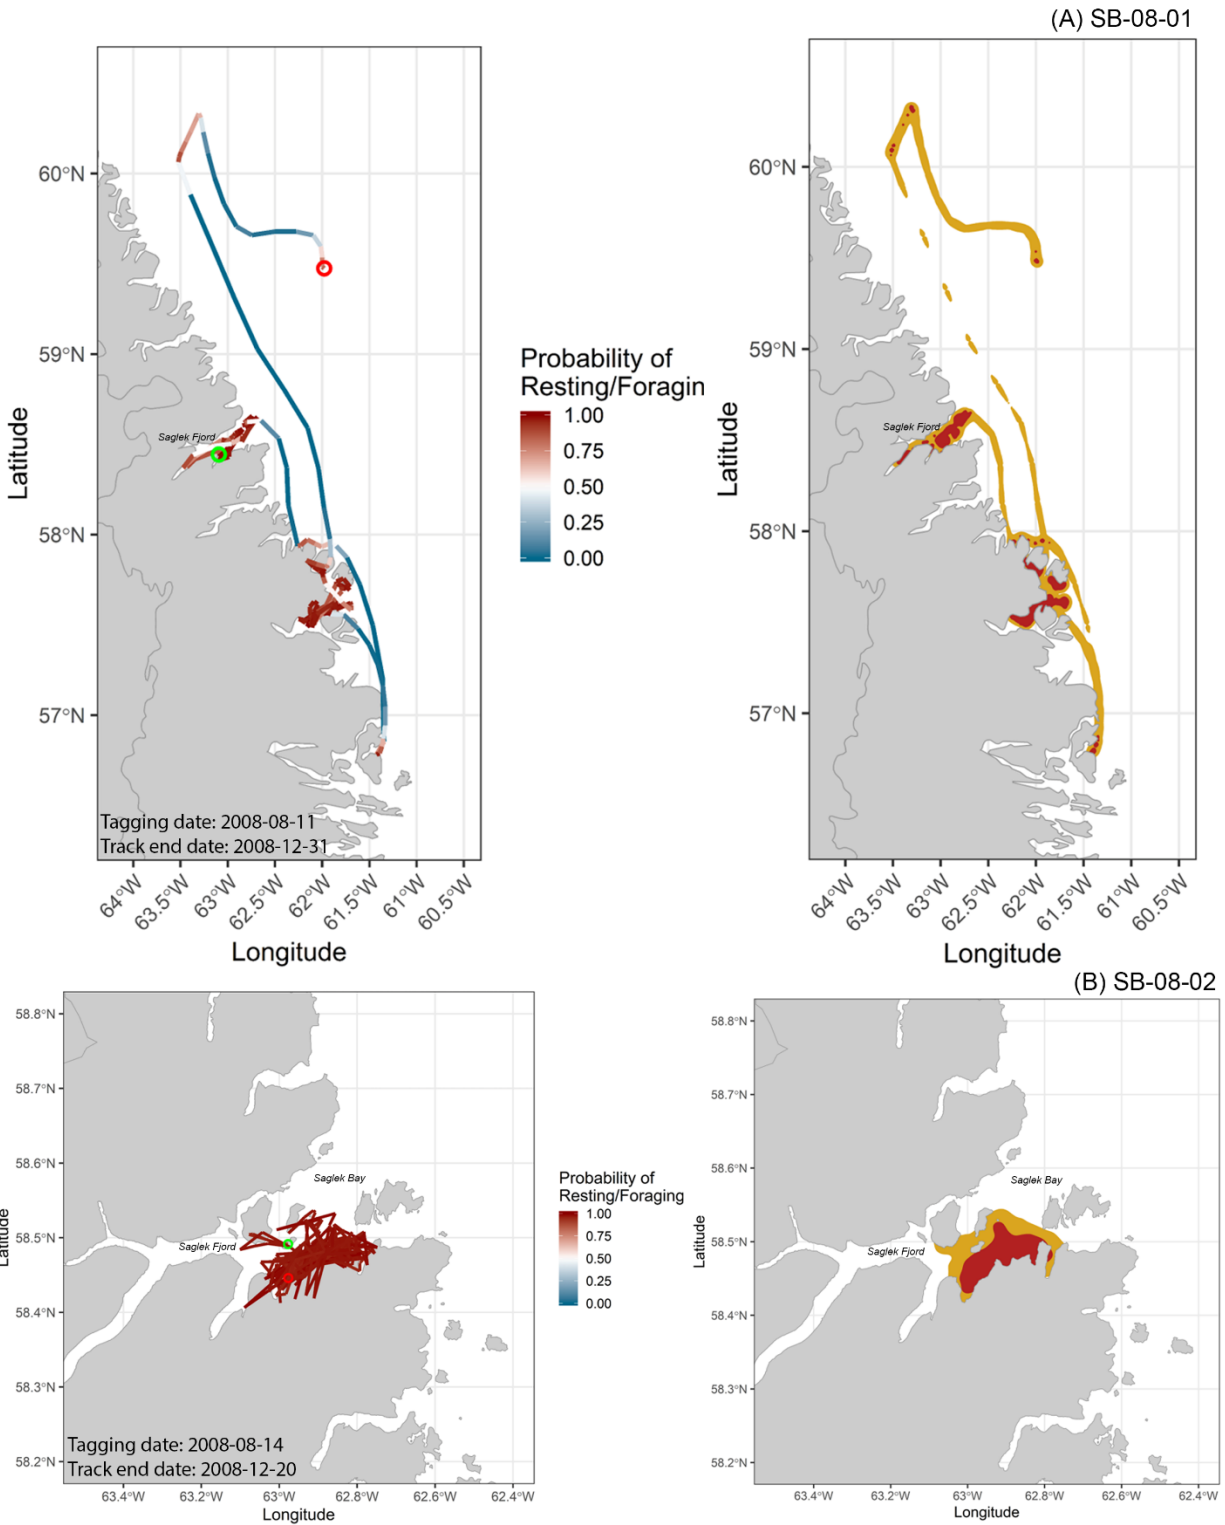 (A) SB-08-01
60°N
59°N
58°N
57°N
Latitude
Saglek Fjord
Tagging date: 2008-08-11
Track end date: 2008-12-31
64°W
63.5°W
63°W
62.5°W
62°W
61.5°W
61°W
60.5°W
Longitude
Probability of
Resting/Foragin
1.00
0.75
0.50
0.25
0.00
60°N
59°N
58°N
57°N
Latitude
Saglek Fjord
64°W
63.5°W
63°W
62.5°W
62°W
61.5°W
61°W
60.5°W
Longitude
(B) SB-08-02
58.8°N
58.7°N
58.6°N
58.5°N
58.4°N
58.3°N
58.2°N
Latitude
Saglek Bay
Saglek Fjord
Tagging date: 2008-08-14
Track end date: 2008-12-20
63.4°W
63.2°W
63°W
62.8°W
62.6°W
62.4°W
Longitude
Probability of
Resting/Foraging
1.00
0.75
0.50
0.25
0.00
58.8°N
58.7°N
58.6°N
58.5°N
58.4°N
58.3°N
58.2°N
Latitude
Saglek Bay
Saglek Fjord
63.4°W
63.2°W
63°W
62.8°W
62.6°W
62.4°W
Longitude